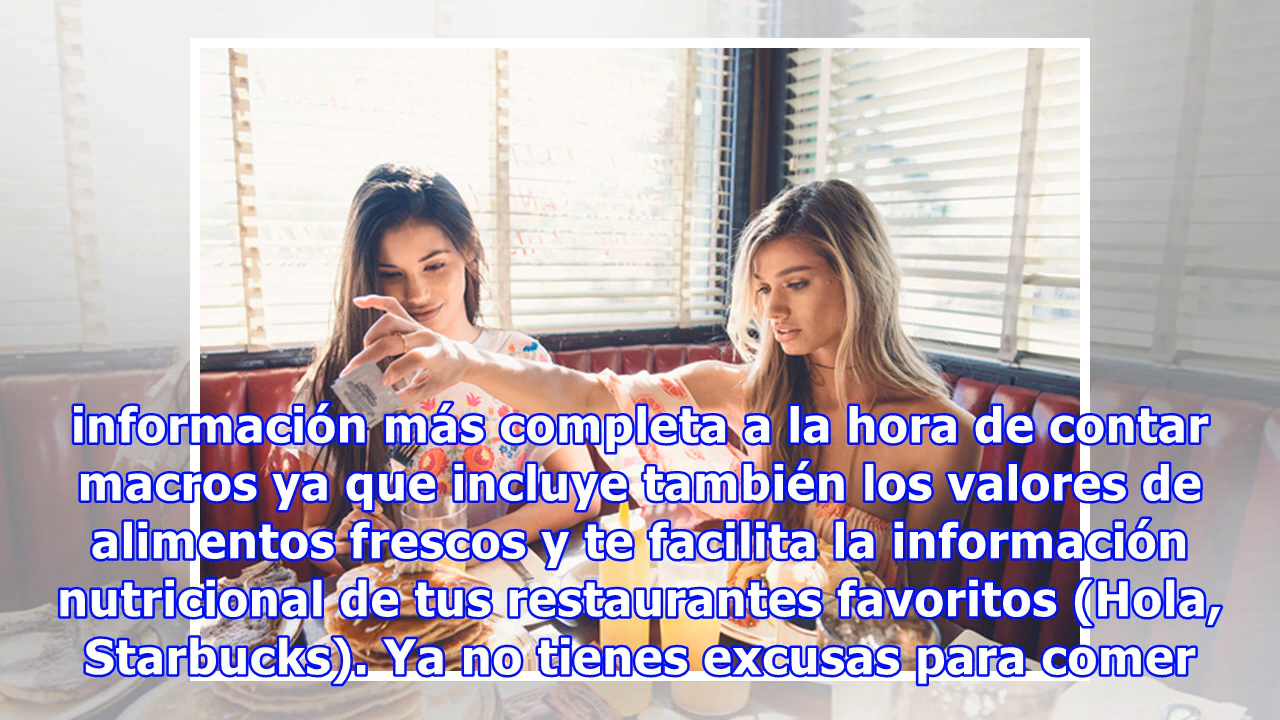 información más completa a la hora de contar
macros ya que incluye también los valores de
alimentos frescos y te facilita la información
nutricional de tus restaurantes favoritos (Hola,
Starbucks). Ya no tienes excusas para comer